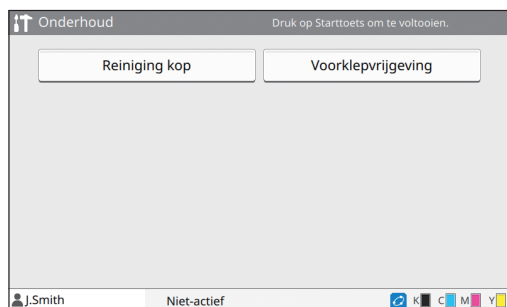 Onderhoud
Druk op Starttoets om te voltooien.
Reiniging kop
Voorklepvrijgeving
J.Smith
Niet-actief
K C M Y